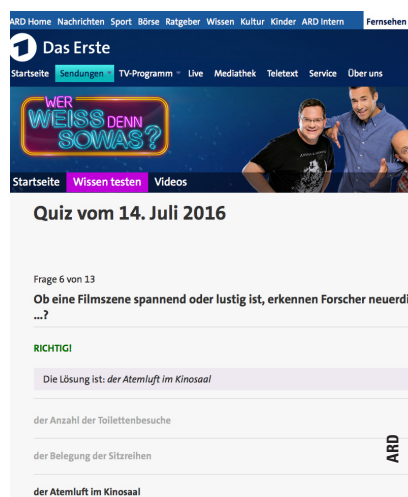 ARD Home Nachrichten Sport Börse Ratgeber Wissen Kultur Kinder ARD Intern Fernsehen
1 Das Erste
Startseite Sendungen TV-Programm Live Mediathek Teletext Service Über uns
WER
WEISS DENN
SOWAS?
Startseite Wissen testen Videos
Quiz vom 14. Juli 2016
Frage 6 von 13
Ob eine Filmszene spannend oder lustig ist, erkennen Forscher neuerdi
...?
RICHTIG!
Die Lösung ist: der Atemluft im Kinosaal
der Anzahl der Toilettenbesuche
der Belegung der Sitzreihen
der Atemluft im Kinosaal
ARD